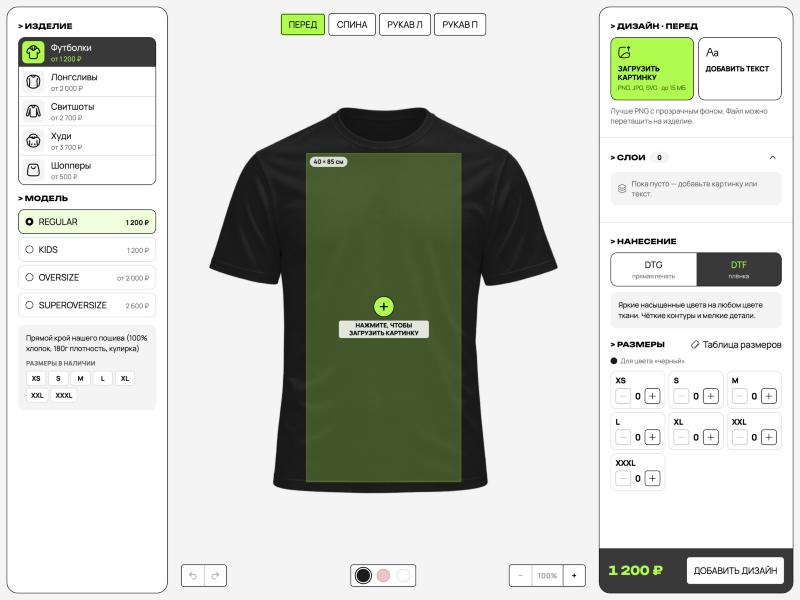 > ИЗДЕЛИЕ
Футболки
от 1 200 ₽
Лонгсливы
от 2 000 ₽
Свитшоты
от 2 700 ₽
Худи
от 3 700 ₽
Шопперы
от 500 ₽
> МОДЕЛЬ
REGULAR 1 200 ₽
KIDS 1 200 ₽
OVERSIZE от 2 000 ₽
SUPEROVERSIZE 2 600 ₽
Прямой крой нашего пошива (100%
хлопок, 180г плотность, кулирка)
РАЗМЕРЫ В НАЛИЧИИ
XS S M L XL
XXL XXXL
ПЕРЕД СПИНА РУКАВ Л РУКАВ П
40 × 85 см
+
НАЖМИТЕ, ЧТОБЫ
ЗАГРУЗИТЬ КАРТИНКУ
− 100% +
> ДИЗАЙН · ПЕРЕД
ЗАГРУЗИТЬ
КАРТИНКУ
PNG, JPG, SVG · до 15 МБ
Aa
ДОБАВИТЬ ТЕКСТ
Лучше PNG с прозрачным фоном. Файл можно
перетащить на изделие.
> СЛОИ 0
Пока пусто — добавьте картинку или
текст.
> НАНЕСЕНИЕ
DTG
прямая печать
DTF
плёнка
Яркие насыщенные цвета на любом цвете
ткани. Чёткие контуры и мелкие детали.
> РАЗМЕРЫ Таблица размеров
Для цвета «черный»
XS S M
− 0 + − 0 + − 0 +
L XL XXL
− 0 + − 0 + − 0 +
XXXL
− 0 +
1 200 ₽ ДОБАВИТЬ ДИЗАЙН